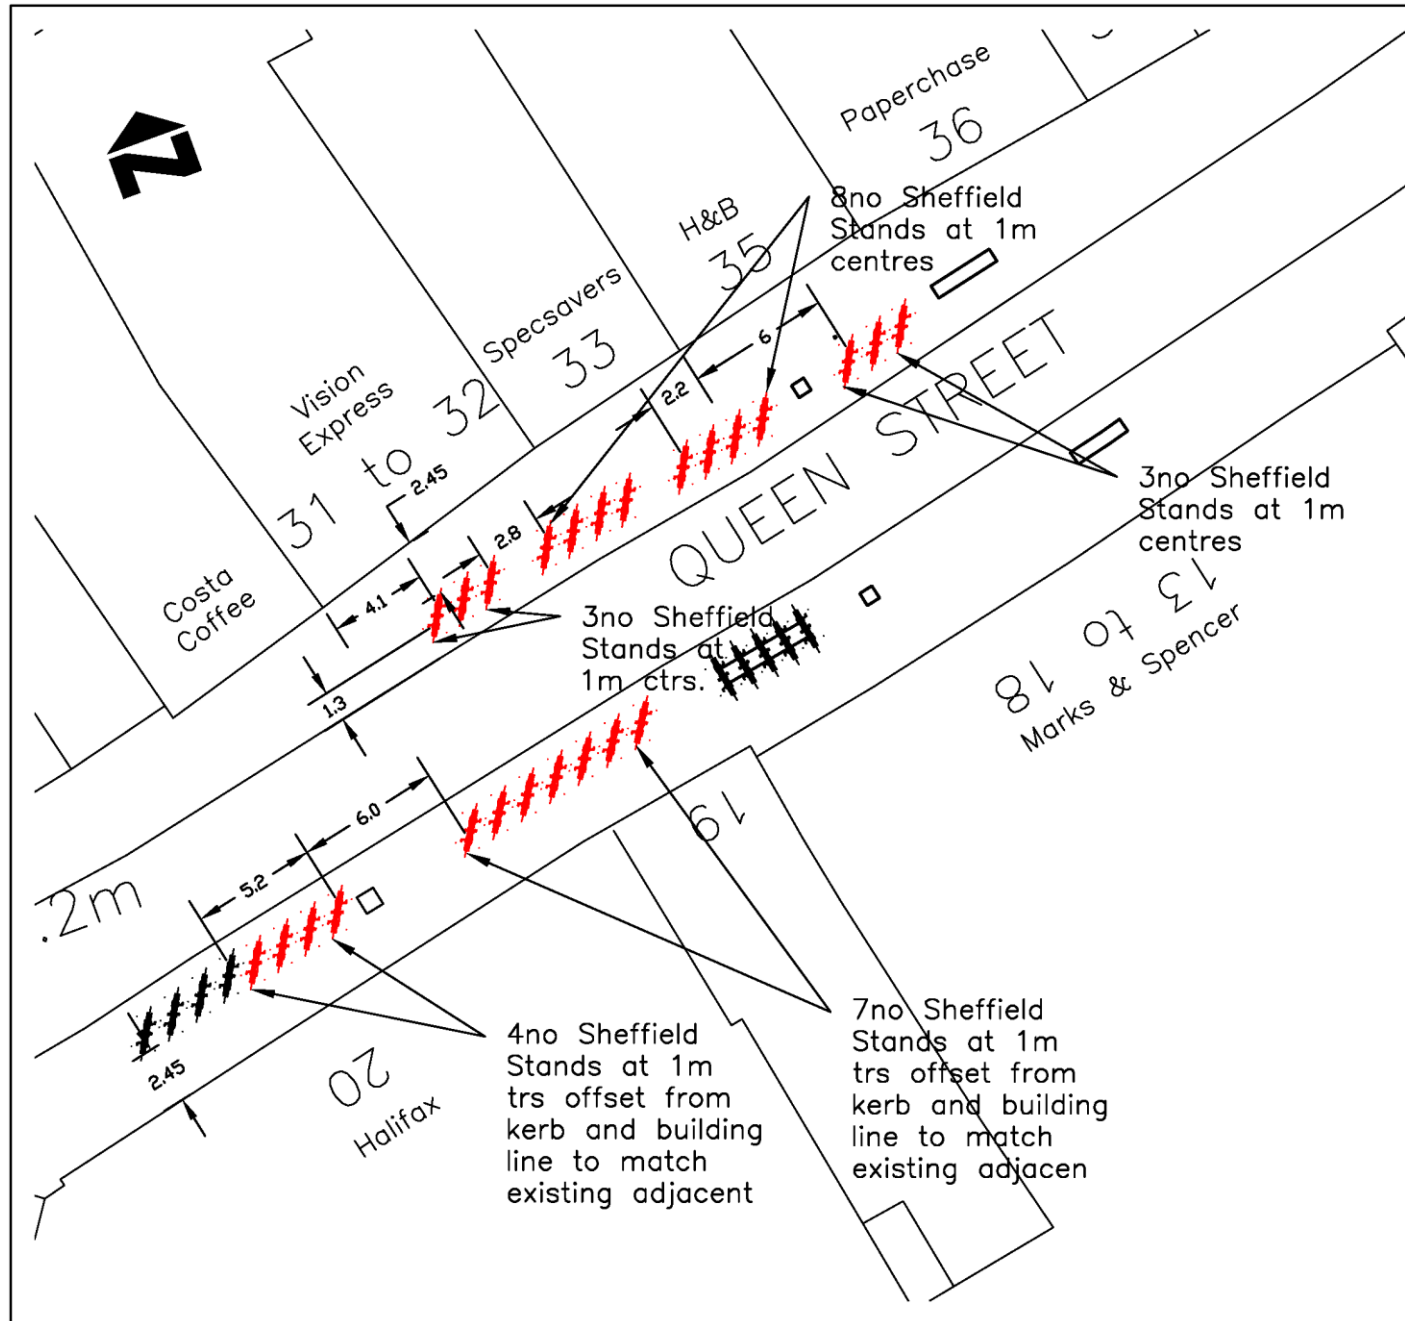 Paperchase
36
8no Sheffield
Stands at 1m
centres
H&B
35
Specsavers
33
Vision
Express
31 to 32
Costa
Coffee
6
2.2
2.45
2.8
4.1
1.3
QUEEN STREET
3no Sheffield
Stands at 1m
centres
3no Sheffield
Stands at
1m ctrs.
13 to 18
Marks & Spencer
19
6.0
5.2
.2m
2.45
20
Halifax
4no Sheffield
Stands at 1m
trs offset from
kerb and building
line to match
existing adjacent
7no Sheffield
Stands at 1m
trs offset from
kerb and building
line to match
existing adjacen
N